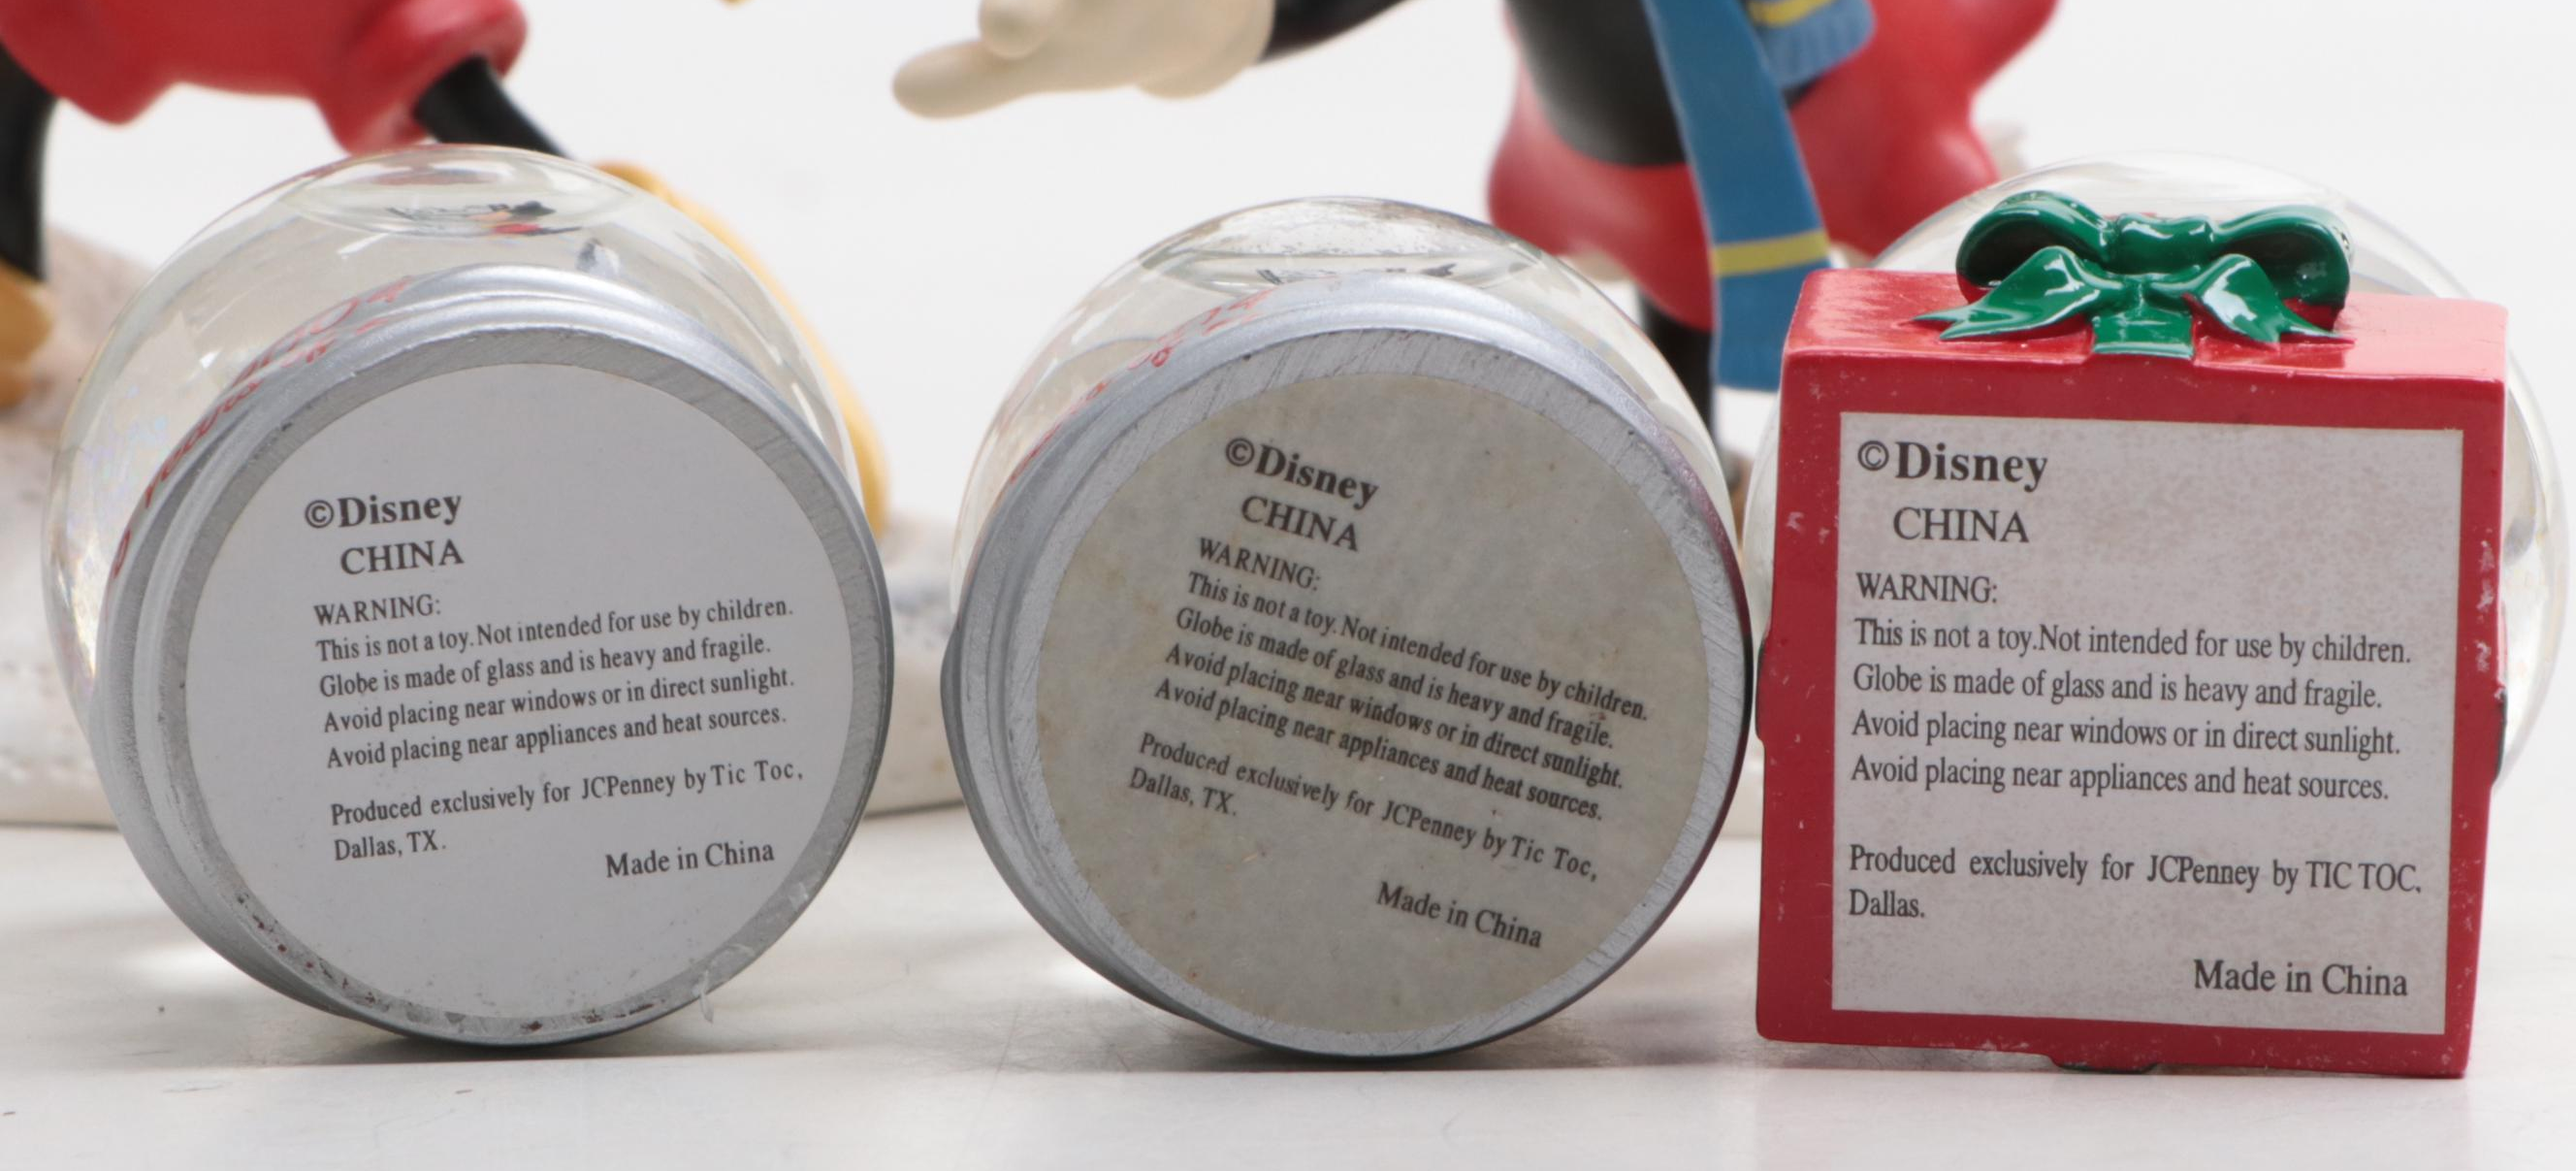 ©Disney
CHINA
WARNING:
This is not a toy.Not intended for use by children.
Globe is made of glass and is heavy and fragile.
Avoid placing near windows or in direct sunlight.
Avoid placing near appliances and heat sources.
Produced exclusively for JCPenney by Tic Toc,
Dallas, TX.
Made in China
©Disney
CHINA
WARNING:
This is not a toy.Not intended for use by children.
Globe is made of glass and is heavy and fragile.
Avoid placing near windows or in direct sunlight.
Avoid placing near appliances and heat sources.
Produced exclusively for JCPenney by Tic Toc,
Dallas, TX.
Made in China
©Disney
CHINA
WARNING:
This is not a toy.Not intended for use by children.
Globe is made of glass and is heavy and fragile.
Avoid placing near windows or in direct sunlight.
Avoid placing near appliances and heat sources.
Produced exclusively for JCPenney by TIC TOC,
Dallas.
Made in China